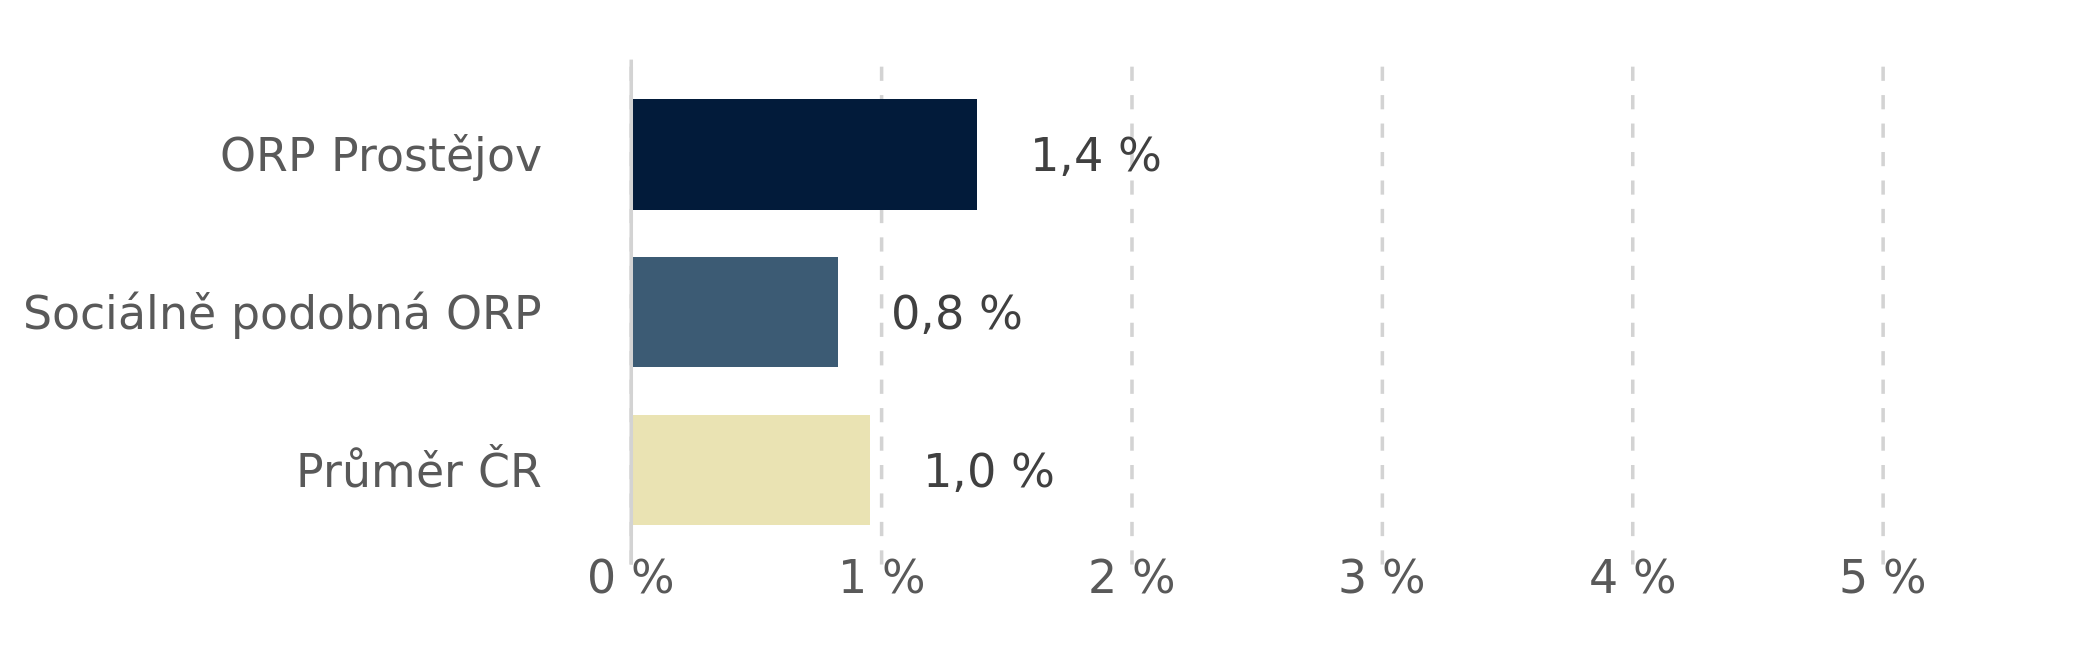 ORP Prostějov 1,4 %
Sociálně podobná ORP 0,8 %
Průměr ČR 1,0 %
0 % 1 % 2 % 3 % 4 % 5 %